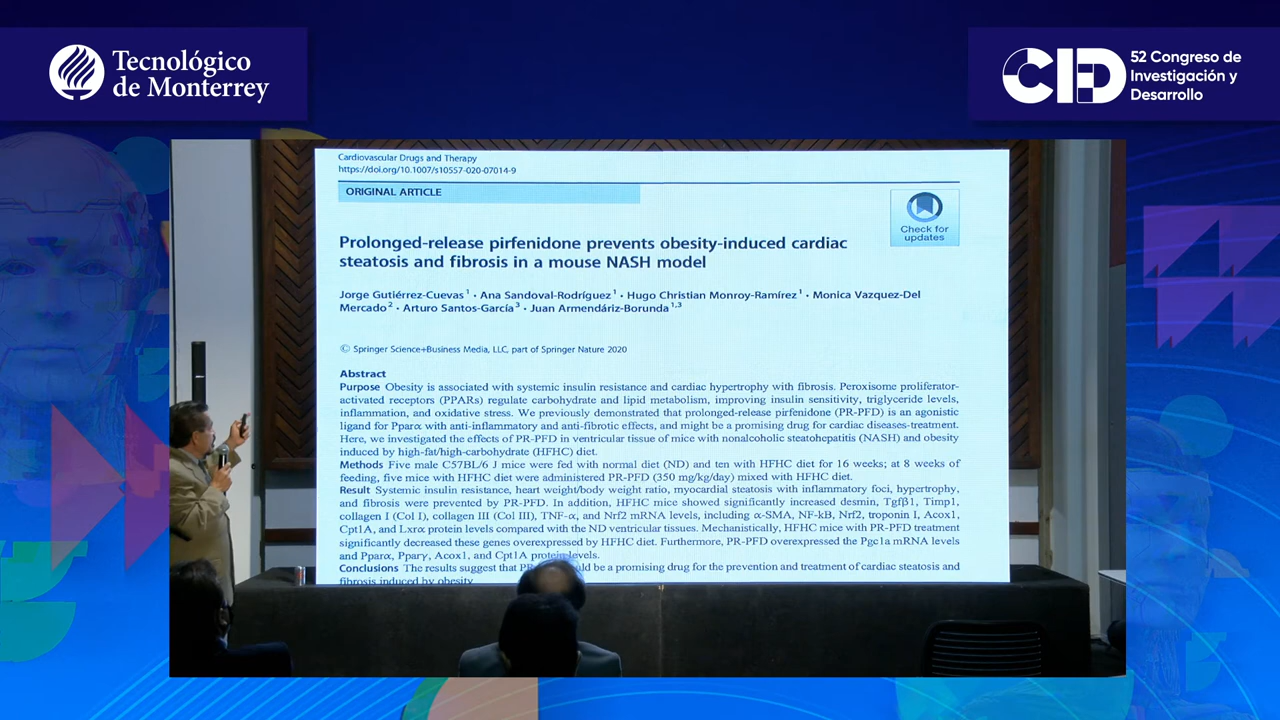 Tecnológico
de Monterrey
CID
52 Congreso de
Investigación y
Desarrollo
Cardiovascular Drugs and Therapy
https://doi.org/10.1007/s10557-020-07014-9
ORIGINAL ARTICLE
Check for
updates
Prolonged-release pirfenidone prevents obesity-induced cardiac
steatosis and fibrosis in a mouse NASH model
Jorge Gutiérrez-Cuevas 1 · Ana Sandoval-Rodríguez 1 · Hugo Christian Monroy-Ramírez 1 · Monica Vazquez-Del
Mercado 2 · Arturo Santos-García 3 · Juan Armendáriz-Borunda 1,3
© Springer Science+Business Media, LLC, part of Springer Nature 2020
Abstract
Purpose Obesity is associated with systemic insulin resistance and cardiac hypertrophy with fibrosis. Peroxisome proliferator-
activated receptors (PPARs) regulate carbohydrate and lipid metabolism, improving insulin sensitivity, triglyceride levels,
inflammation, and oxidative stress. We previously demonstrated that prolonged-release pirfenidone (PR-PFD) is an agonistic
ligand for Pparα with anti-inflammatory and anti-fibrotic effects, and might be a promising drug for cardiac diseases-treatment.
Here, we investigated the effects of PR-PFD in ventricular tissue of mice with nonalcoholic steatohepatitis (NASH) and obesity
induced by high-fat/high-carbohydrate (HFHC) diet.
Methods Five male C57BL/6 J mice were fed with normal diet (ND) and ten with HFHC diet for 16 weeks; at 8 weeks of
feeding, five mice with HFHC diet were administered PR-PFD (350 mg/kg/day) mixed with HFHC diet.
Result Systemic insulin resistance, heart weight/body weight ratio, myocardial steatosis with inflammatory foci, hypertrophy,
and fibrosis were prevented by PR-PFD. In addition, HFHC mice showed significantly increased desmin, Tgfβ1, Timp1,
collagen I (Col I), collagen III (Col III), TNF-α, and Nrf2 mRNA levels, including α-SMA, NF-kB, Nrf2, troponin I, Acox1,
Cpt1A, and Lxrα protein levels compared with the ND ventricular tissues. Mechanistically, HFHC mice with PR-PFD treatment
significantly decreased these genes overexpressed by HFHC diet. Furthermore, PR-PFD overexpressed the Pgc1a mRNA levels
and Pparα, Pparγ, Acox1, and Cpt1A protein levels.
Conclusions The results suggest that be a promising drug for the prevention and treatment of cardiac steatosis and
fibrosis induced by obesity